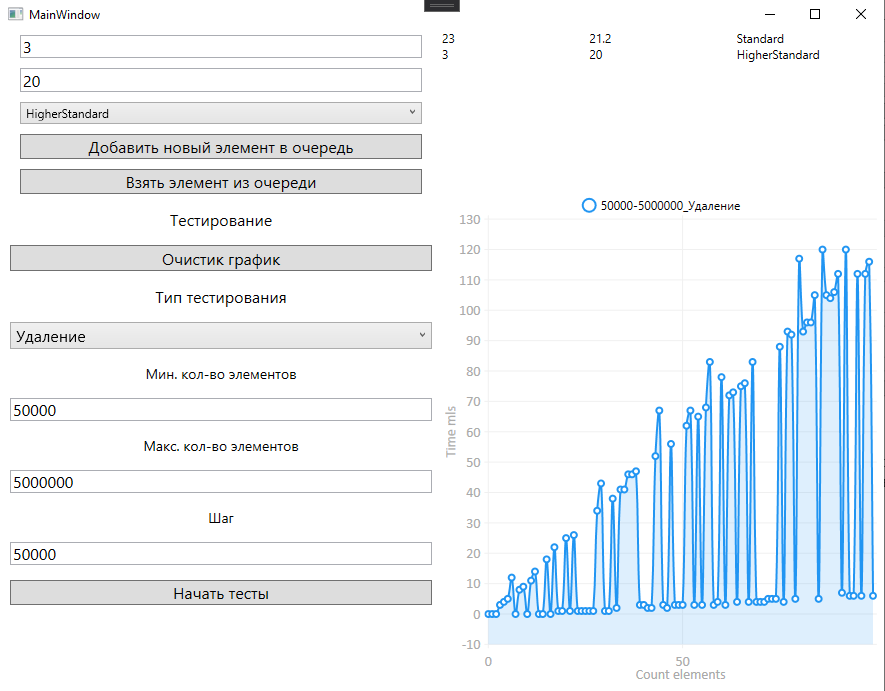 MainWindow
3
20
HigherStandard
Добавить новый элемент в очередь
Взять элемент из очереди
Тестирование
Очистик график
Тип тестирования
Удаление
Мин. кол-во элементов
50000
Макс. кол-во элементов
5000000
Шаг
50000
Начать тесты
23 21.2 Standard
3 20 HigherStandard
50000-5000000_Удаление
130
120
110
100
90
80
70
60
50
40
30
20
10
0
-10
Time mls
0 50
Count elements